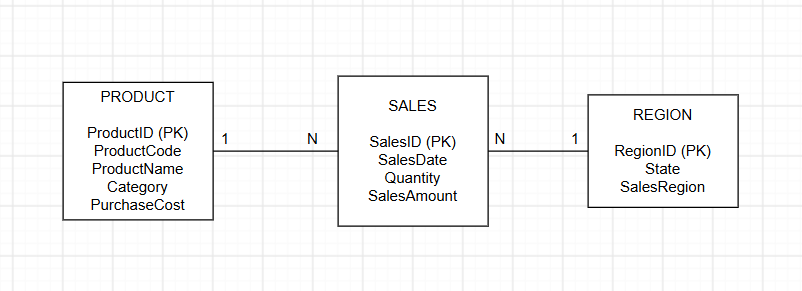 PRODUCT
ProductID (PK)
ProductCode
ProductName
Category
PurchaseCost
1
N
SALES
SalesID (PK)
SalesDate
Quantity
SalesAmount
N
1
REGION
RegionID (PK)
State
SalesRegion